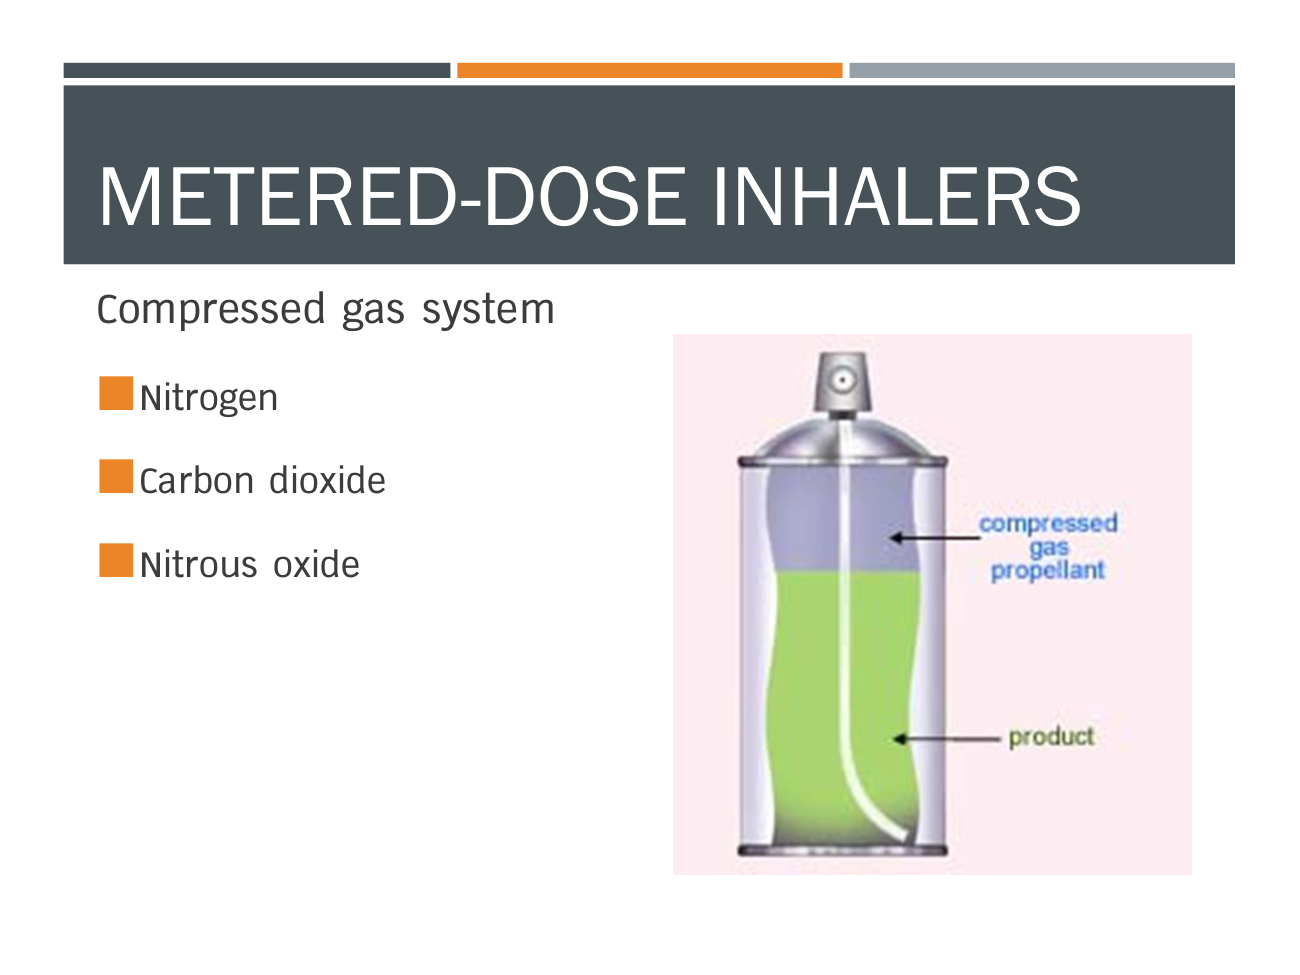 METERED-DOSE INHALERS
Compressed gas system
Nitrogen
Carbon dioxide
Nitrous oxide
compressed
gas
propellant
product